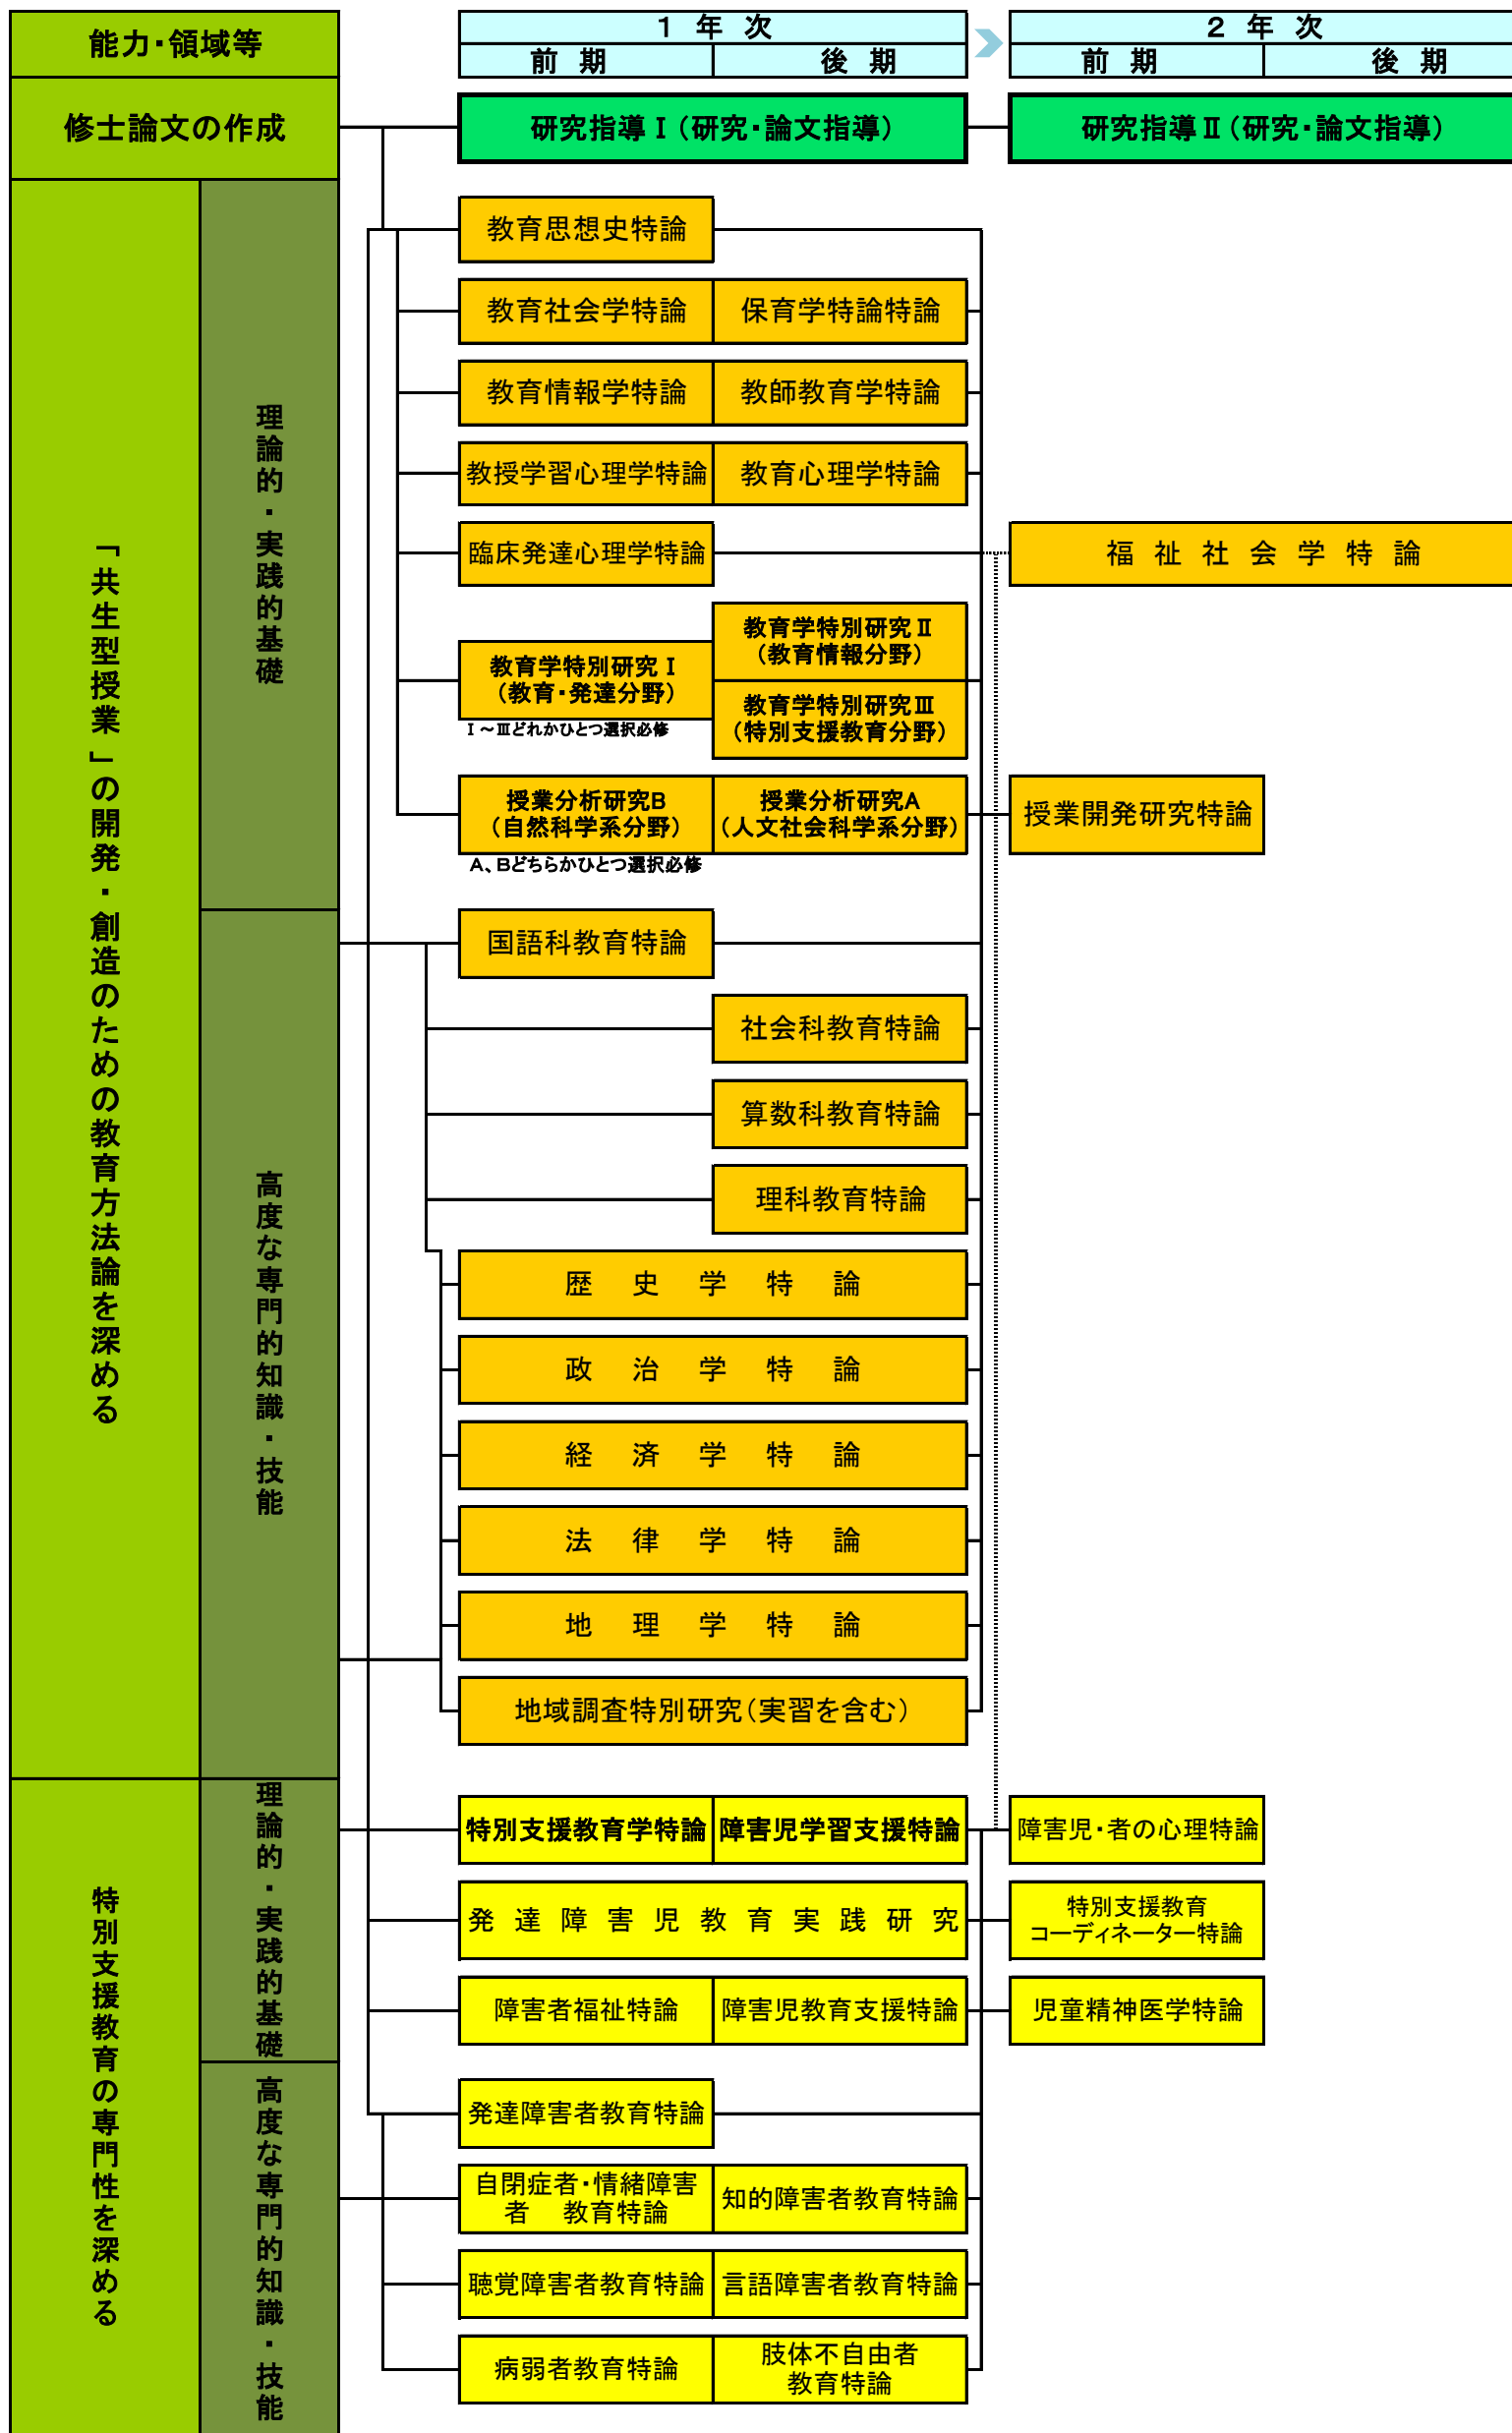 能力・領域等
１ 年 次
２ 年 次
前 期
後 期
前 期
後 期
修士論文の作成
研究指導Ⅰ（研究・論文指導）
研究指導Ⅱ（研究・論文指導）
「共生型授業」の開発・創造のための教育方法論を深める
理論的・実践的基礎
教育思想史特論
教育社会学特論
保育学特論特論
教育情報学特論
教師教育学特論
教授学習心理学特論
教育心理学特論
臨床発達心理学特論
福 祉 社 会 学 特 論
教育学特別研究Ⅰ
（教育・発達分野）
Ⅰ～Ⅲどれかひとつ選択必修
教育学特別研究Ⅱ
（教育情報分野）
教育学特別研究Ⅲ
（特別支援教育分野）
授業分析研究B
（自然科学系分野）
A、Bどちらかひとつ選択必修
授業分析研究A
（人文社会科学系分野）
授業開発研究特論
高度な専門的知識・技能
国語科教育特論
社会科教育特論
算数科教育特論
理科教育特論
歴 史 学 特 論
政 治 学 特 論
経 済 学 特 論
法 律 学 特 論
地 理 学 特 論
地域調査特別研究（実習を含む）
特別支援教育の専門性を深める
理論的・実践的基礎
特別支援教育学特論
障害児学習支援特論
障害児・者の心理特論
発 達 障 害 児 教 育 実 践 研 究
特別支援教育
コーディネーター特論
障害者福祉特論
障害児教育支援特論
児童精神医学特論
高度な専門的知識・技能
発達障害者教育特論
自閉症者・情緒障害
者 教育特論
知的障害者教育特論
聴覚障害者教育特論
言語障害者教育特論
病弱者教育特論
肢体不自由者
教育特論